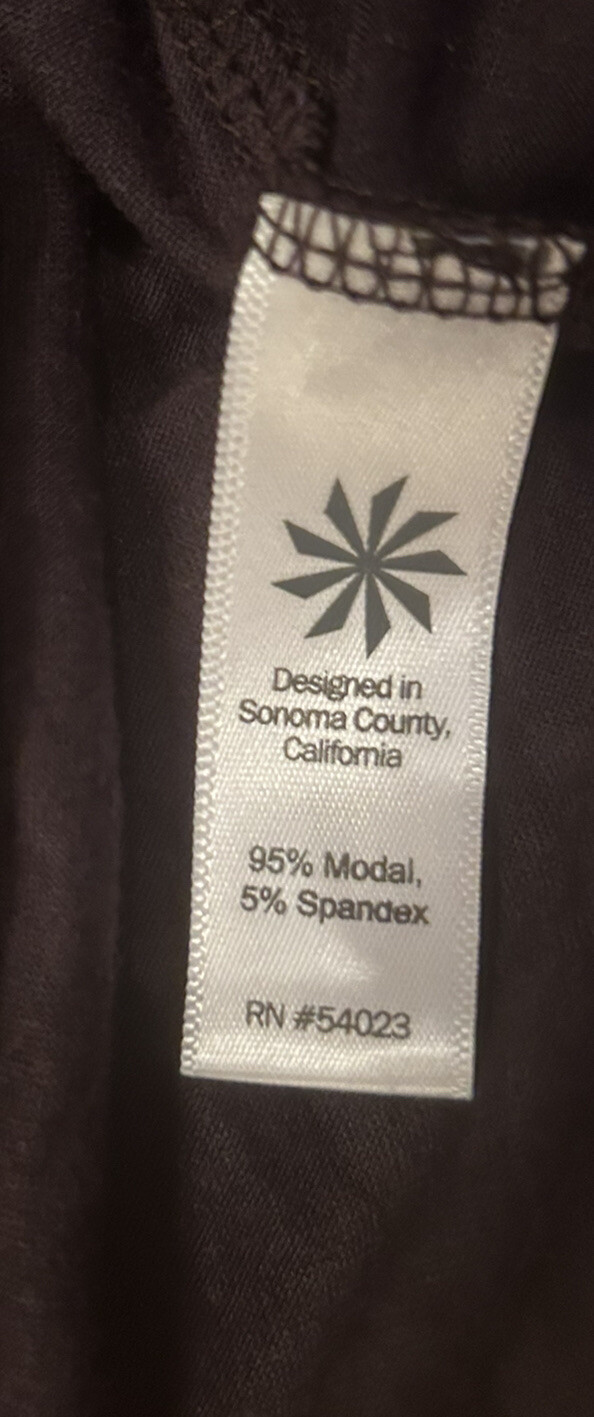 Designed in
Sonoma County,
California
95% Modal,
5% Spandex
RN #54023